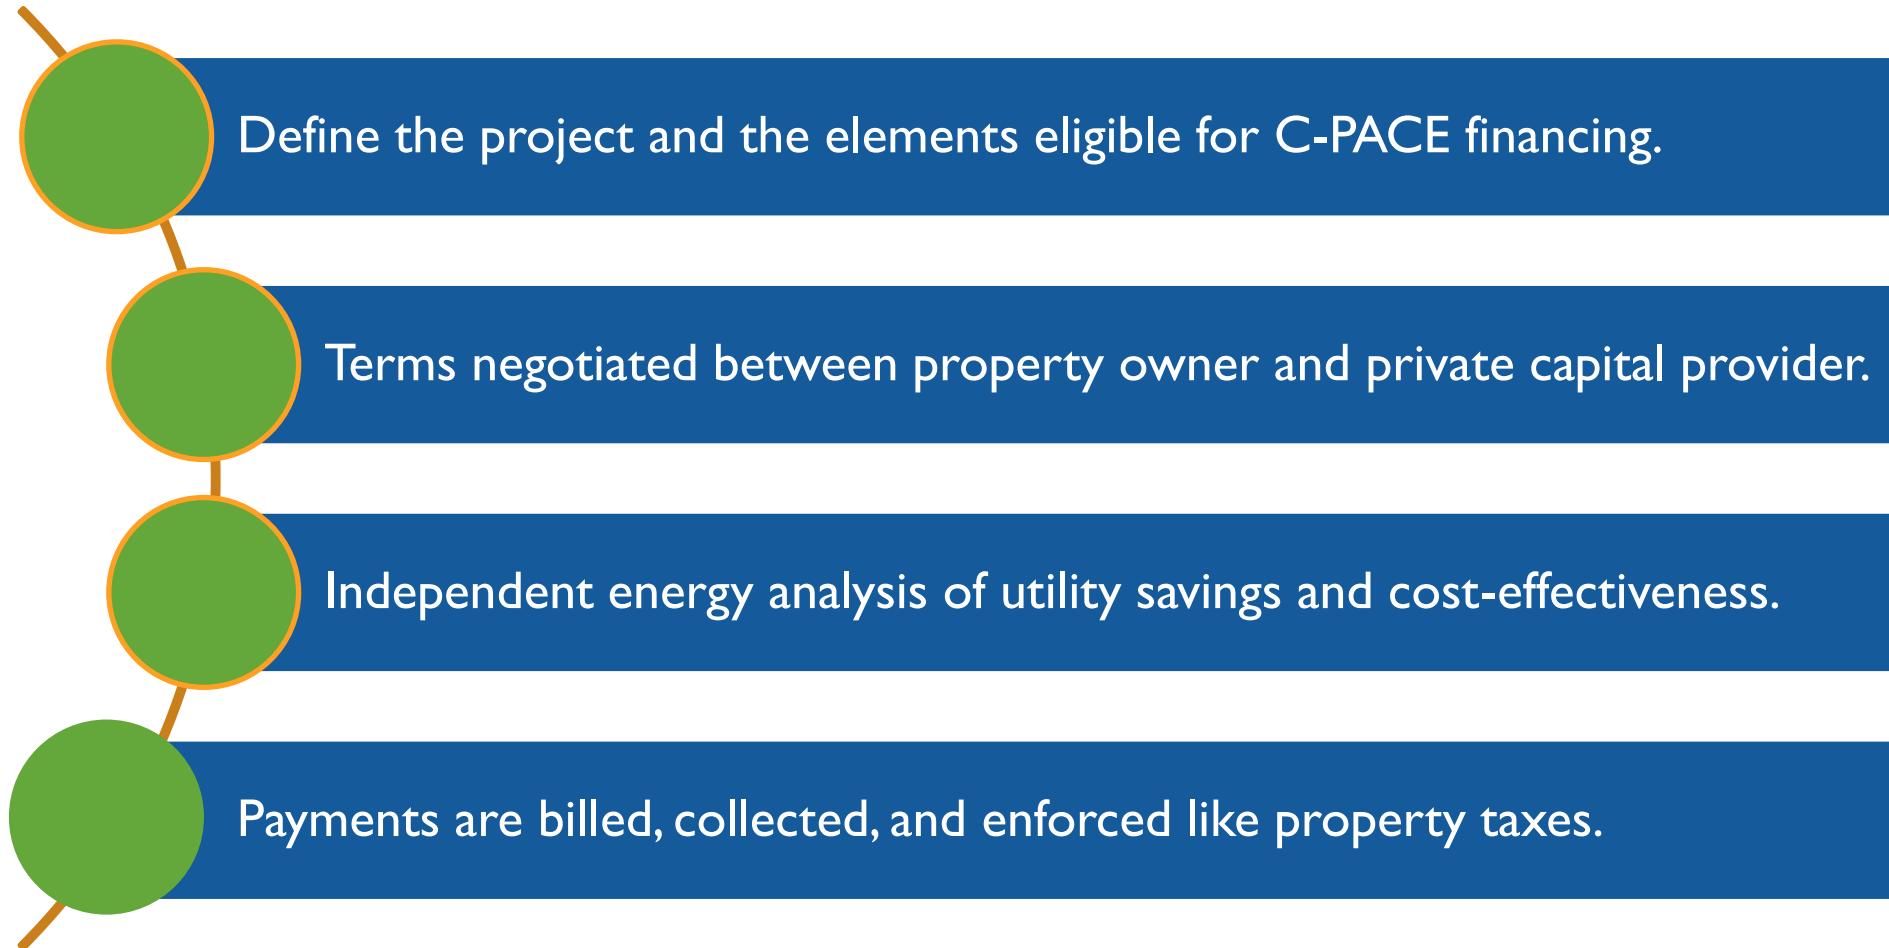 Define the project and the elements eligible for C-PACE financing.
Terms negotiated between property owner and private capital provider.
Independent energy analysis of utility savings and cost-effectiveness.
Payments are billed, collected, and enforced like property taxes.